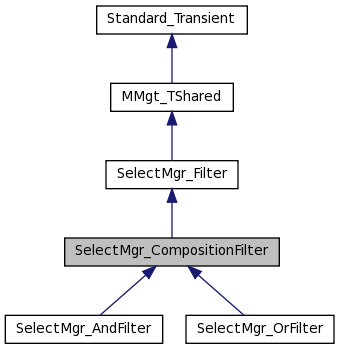 Standard_Transient
MMgt_TShared
SelectMgr_Filter
SelectMgr_CompositionFilter
SelectMgr_AndFilter
SelectMgr_OrFilter